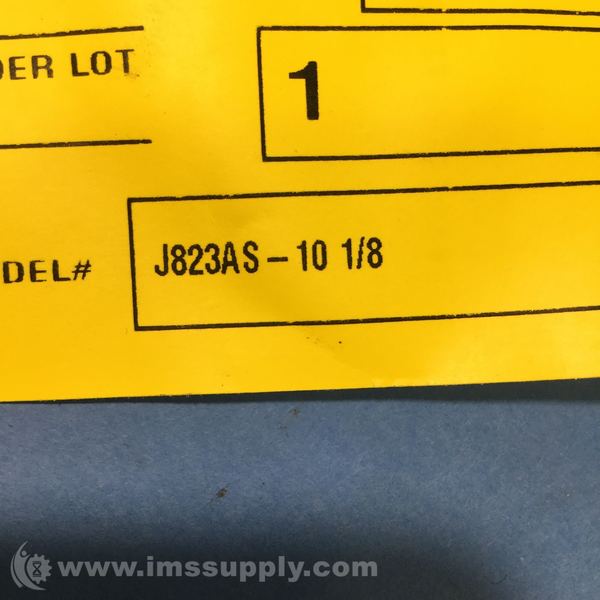 DER LOT
1
DEL# J823AS-10 1/8
www.imssupply.com